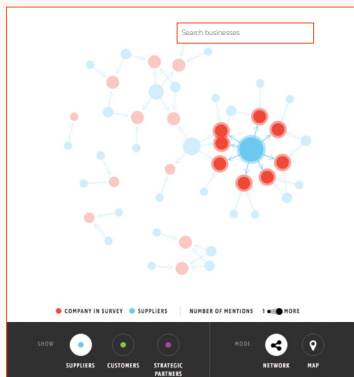 Search businesses
COMPANY IN SURVEY SUPPLIERS NUMBER OF MENTIONS 1 MORE
SHOW SUPPLIERS CUSTOMERS STRATEGIC PARTNERS MODE NETWORK MAP